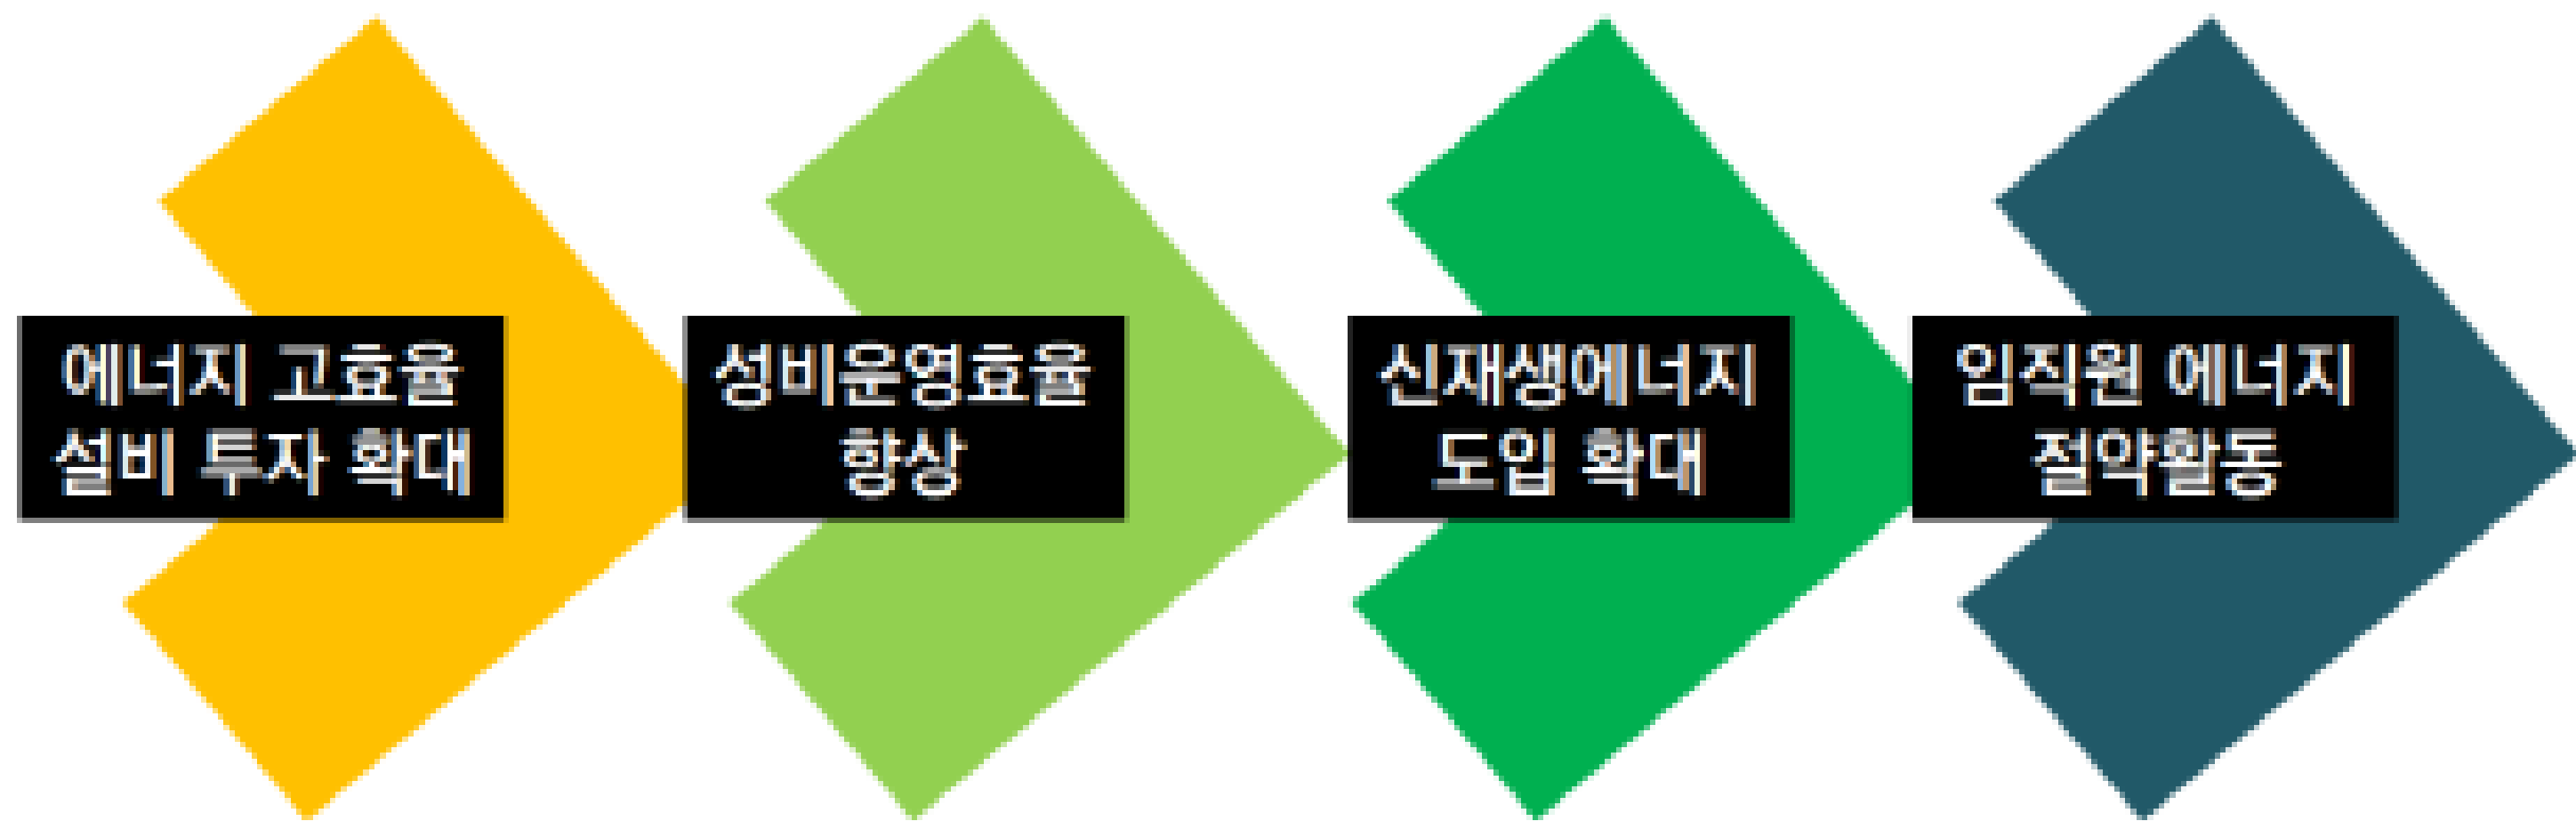 에너지 고효율
설비 투자 확대
성비운영효율
향상
신재생에너지
도입 확대
임직원 에너지
절약활동